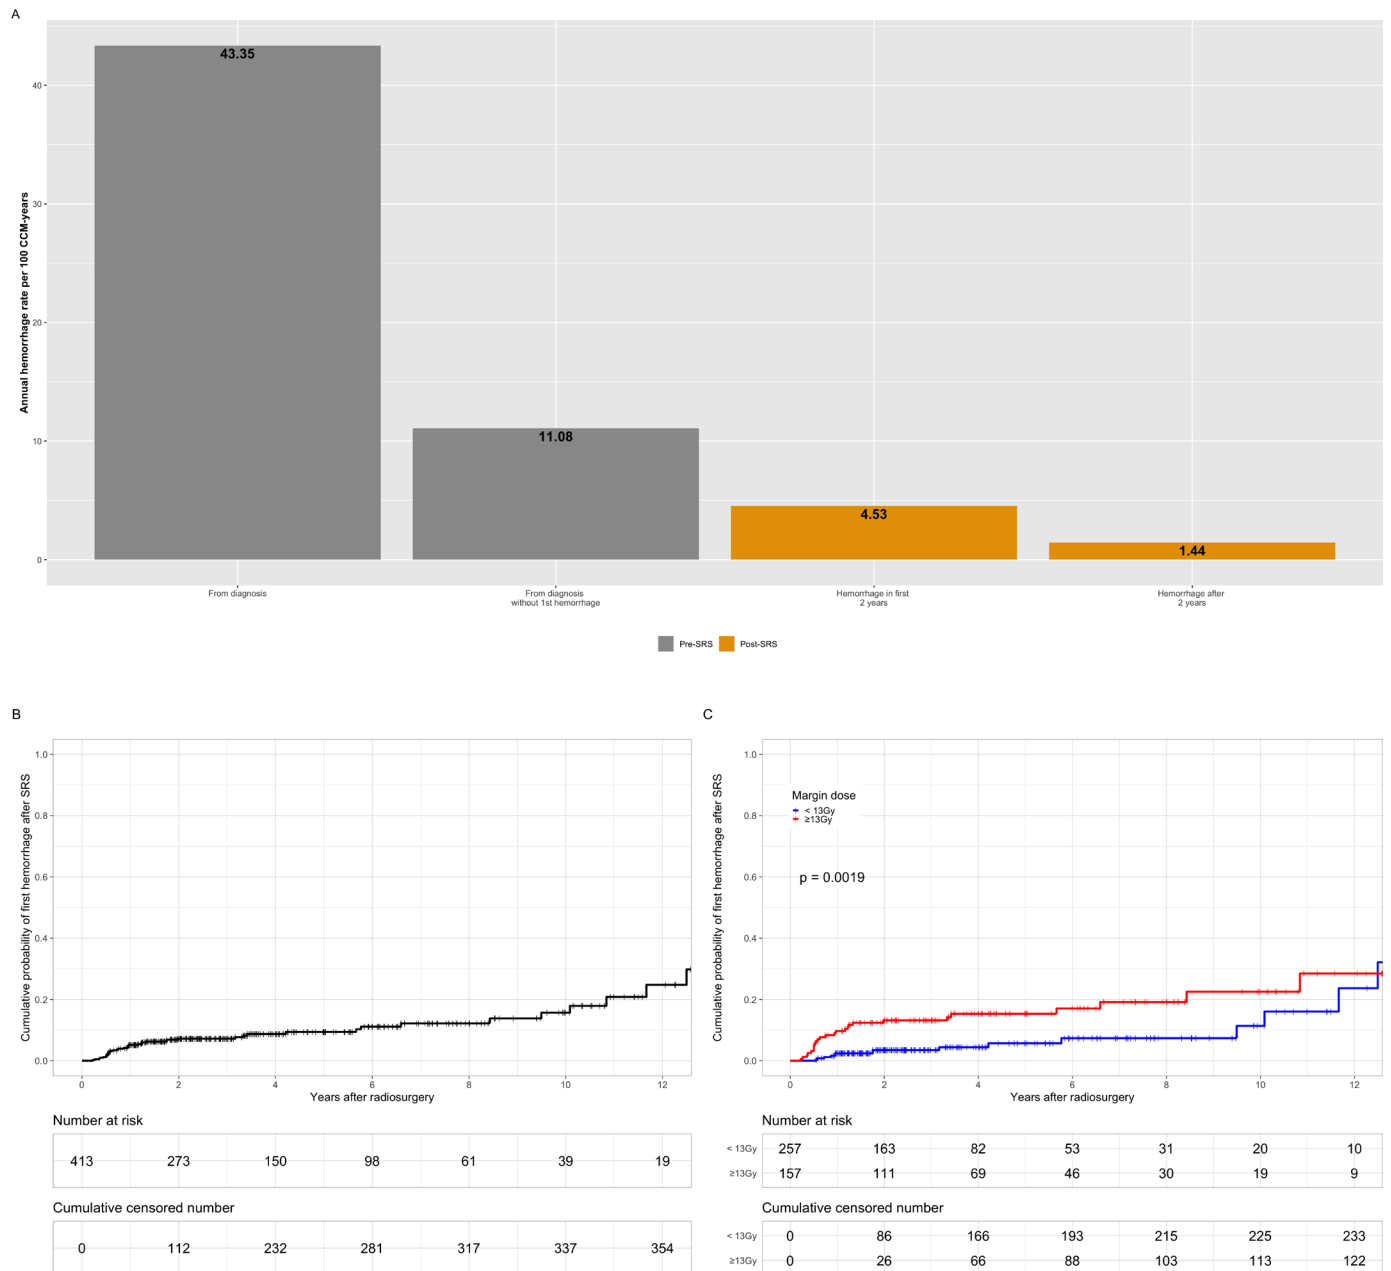 A
Annual hemorrhage rate per 100 CCM-years
40
30
20
10
0
43.35
11.08
4.53
1.44
From diagnosis
From diagnosis
without 1st hemorrhage
Hemorrhage in first
2 years
Hemorrhage after
2 years
Pre-SRS
Post-SRS
B
Cumulative probability of first hemorrhage after SRS
1.0
0.8
0.6
0.4
0.2
0.0
0 2 4 6 8 10 12
Years after radiosurgery
Number at risk
413 273 150 98 61 39 19
Cumulative censored number
0 112 232 281 317 337 354
C
Cumulative probability of first hemorrhage after SRS
1.0
0.8
0.6
0.4
0.2
0.0
Margin dose
< 13Gy
≥13Gy
p = 0.0019
0 2 4 6 8 10 12
Years after radiosurgery
Number at risk
< 13Gy 257 163 82 53 31 20 10
≥13Gy 157 111 69 46 30 19 9
Cumulative censored number
< 13Gy 0 86 166 193 215 225 233
≥13Gy 0 26 66 88 103 113 122